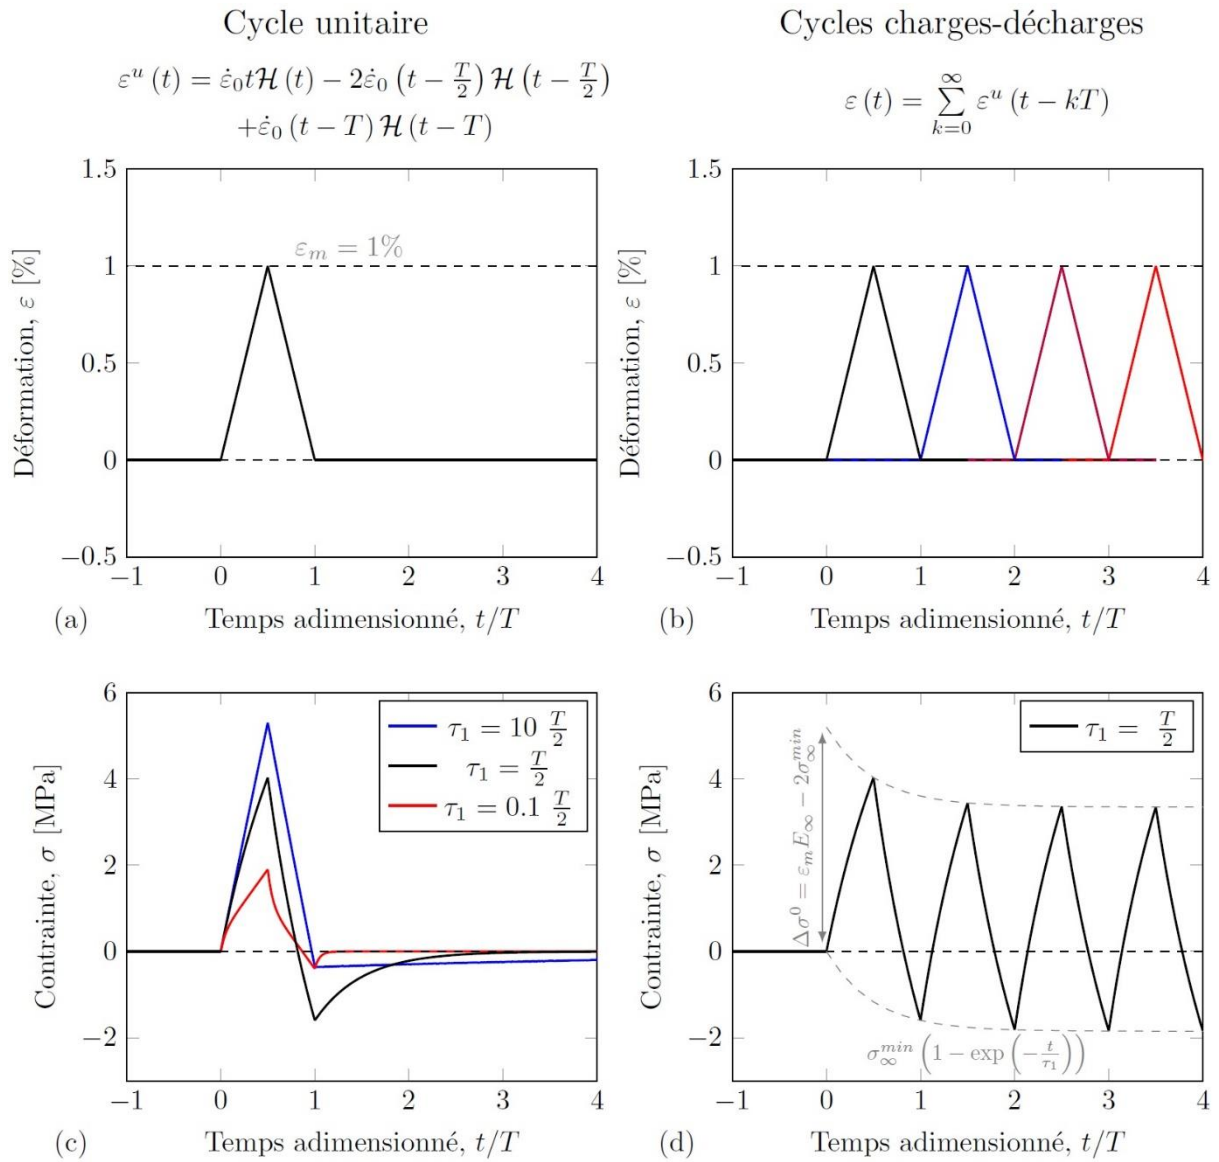 Cycle unitaire
εᵘ (t) = ε̇₀tℋ (t) − 2ε̇₀ (t − T/2) ℋ (t − T/2)
+ε̇₀ (t − T) ℋ (t − T)
Cycles charges-décharges
ε (t) = ∑_{k=0}^{∞} εᵘ (t − kT)
1.5
1
0.5
0
−0.5
Déformation, ε [%]
ε_m = 1%
−1 0 1 2 3 4
(a) Temps adimensionné, t/T
1.5
1
0.5
0
−0.5
Déformation, ε [%]
−1 0 1 2 3 4
(b) Temps adimensionné, t/T
6
4
2
0
−2
Contrainte, σ [MPa]
τ₁ = 10 T/2
τ₁ = T/2
τ₁ = 0.1 T/2
−1 0 1 2 3 4
(c) Temps adimensionné, t/T
6
4
2
0
−2
Contrainte, σ [MPa]
τ₁ = T/2
Δσ⁰ = ε_m E_∞ − 2σ_∞^{min}
σ_∞^{min} (1 − exp (−t/τ₁))
−1 0 1 2 3 4
(d) Temps adimensionné, t/T